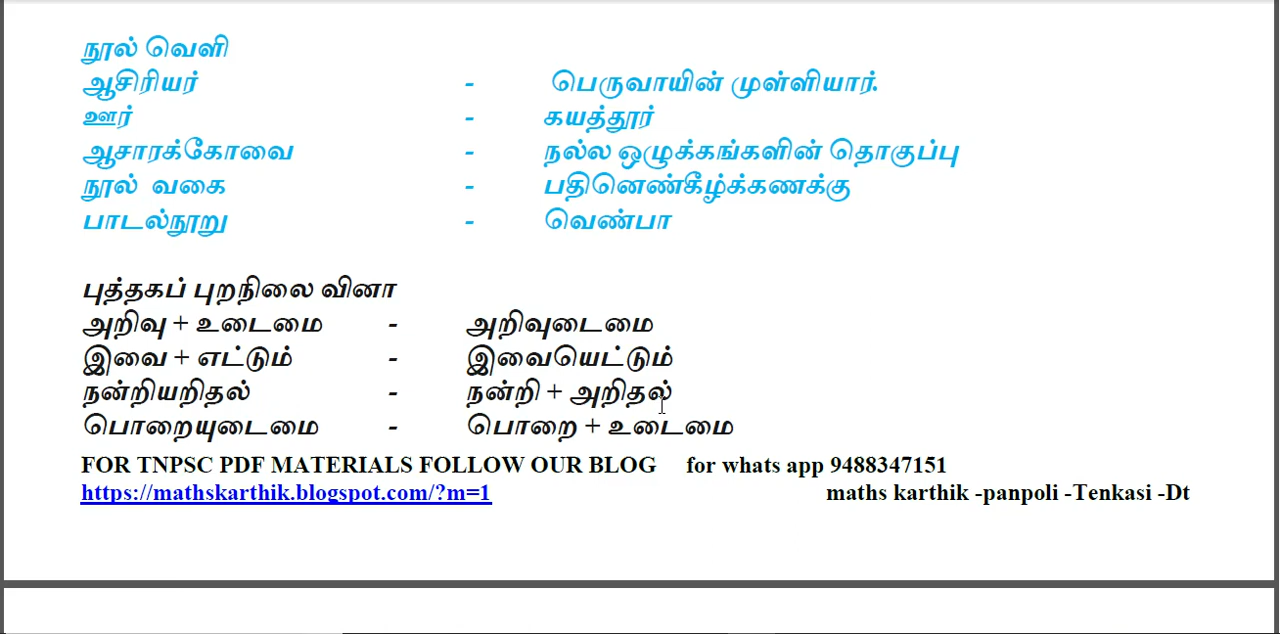 நூல் வெளி
ஆசிரியர் - பெருவாயின் முள்ளியார்.
ஊர் - கயத்தூர்
ஆசாரக்கோவை - நல்ல ஒழுக்கங்களின் தொகுப்பு
நூல் வகை - பதினெண்கீழ்க்கணக்கு
பாடல்நூறு - வெண்பா
புத்தகப் புறநிலை வினா
அறிவு + உடைமை - அறிவுடைமை
இவை + எட்டும் - இவையெட்டும்
நன்றியறிதல் - நன்றி + அறிதல்
பொறையுடைமை - பொறை + உடைமை
FOR TNPSC PDF MATERIALS FOLLOW OUR BLOG for whats app 9488347151
https://mathskarthik.blogspot.com/?m=1 maths karthik -panpoli -Tenkasi -Dt